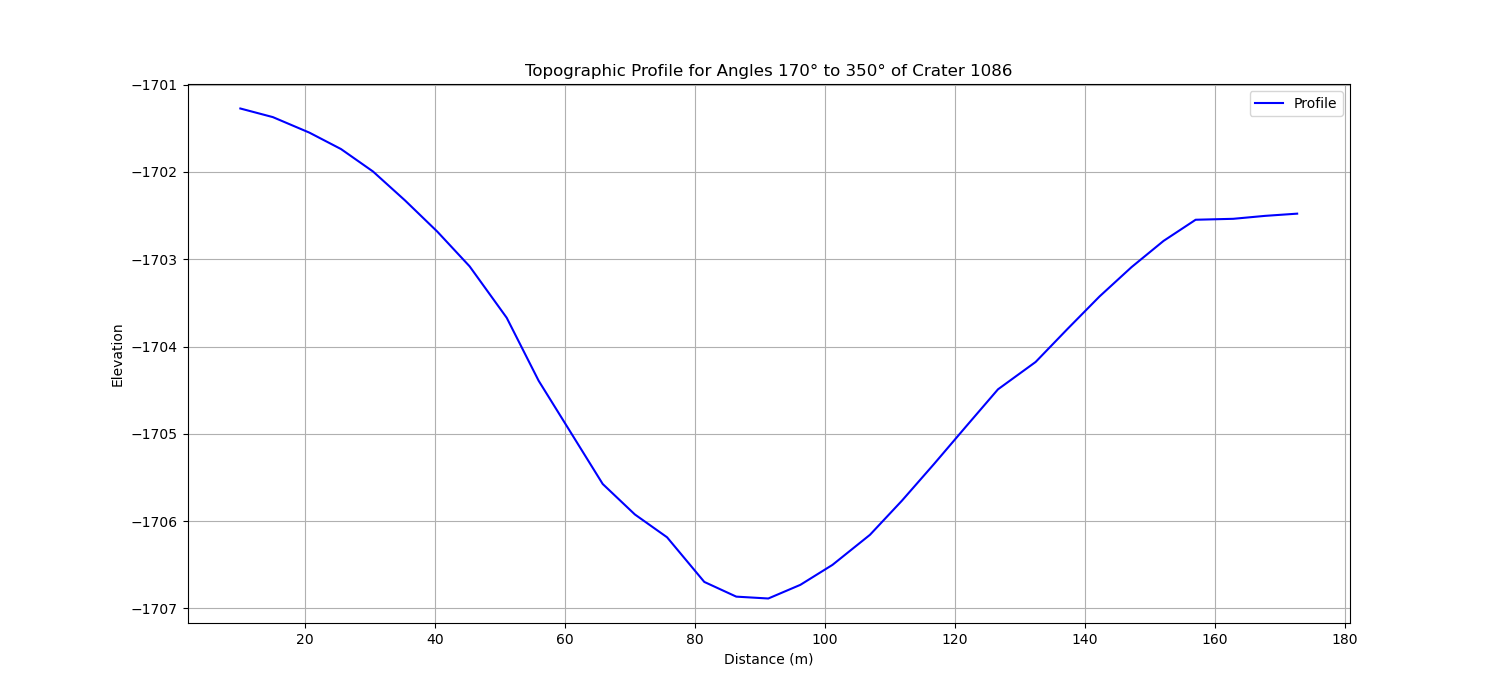 Topographic Profile for Angles 170° to 350° of Crater 1086
Profile
−1701
−1702
−1703
−1704
−1705
−1706
−1707
Elevation
20 40 60 80 100 120 140 160 180
Distance (m)